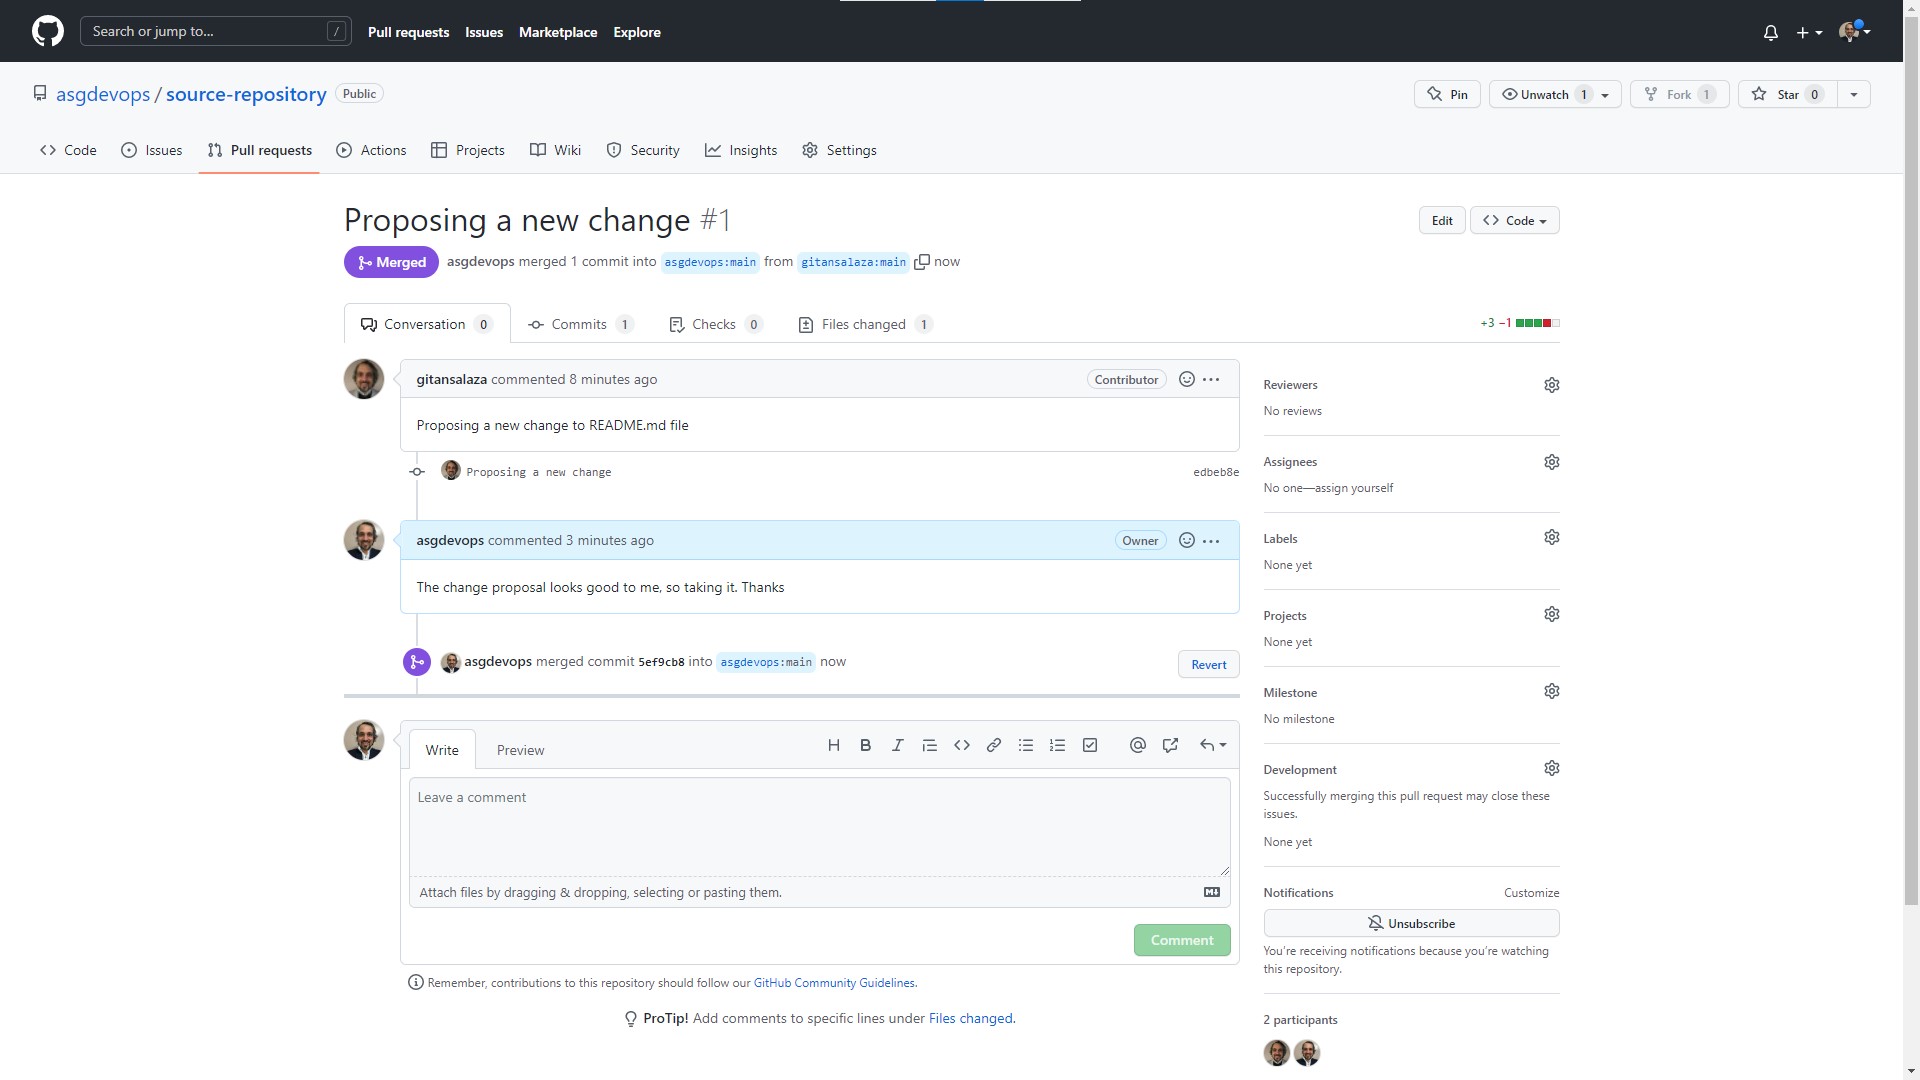 Search or jump to... /
Pull requests Issues Marketplace Explore
asgdevops / source-repository Public
Pin Unwatch 1 Fork 1 Star 0
Code Issues Pull requests Actions Projects Wiki Security Insights Settings
Proposing a new change #1
Edit Code
Merged asgdevops merged 1 commit into asgdevops:main from gitansalaza:main now
Conversation 0 Commits 1 Checks 0 Files changed 1
+3 −1
gitansalaza commented 8 minutes ago Contributor
Proposing a new change to README.md file
Proposing a new change edbeb8e
asgdevops commented 3 minutes ago Owner
The change proposal looks good to me, so taking it. Thanks
asgdevops merged commit 5ef9cb8 into asgdevops:main now Revert
Write Preview
Leave a comment
Attach files by dragging & dropping, selecting or pasting them.
Comment
Remember, contributions to this repository should follow our GitHub Community Guidelines.
ProTip! Add comments to specific lines under Files changed.
Reviewers
No reviews
Assignees
No one—assign yourself
Labels
None yet
Projects
None yet
Milestone
No milestone
Development
Successfully merging this pull request may close these
issues.
None yet
Notifications Customize
Unsubscribe
You're receiving notifications because you're watching
this repository.
2 participants